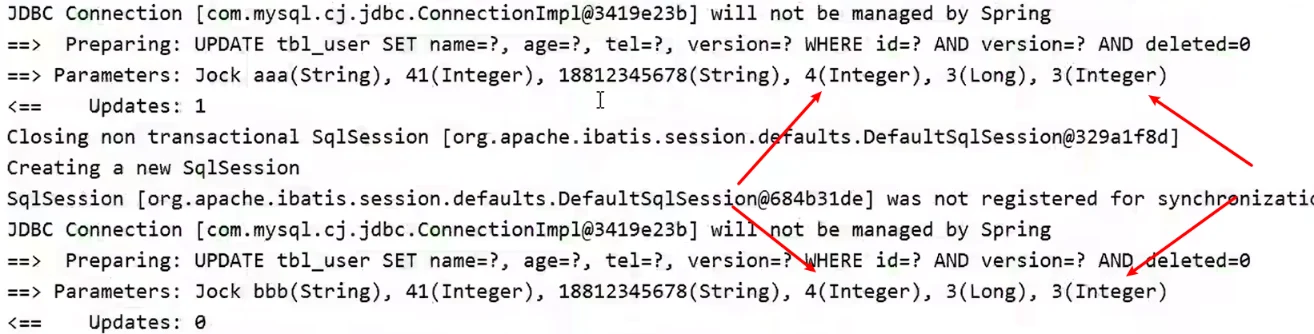 JDBC Connection [com.mysql.cj.jdbc.ConnectionImpl@3419e23b] will not be managed by Spring
==>  Preparing: UPDATE tbl_user SET name=?, age=?, tel=?, version=? WHERE id=? AND version=? AND deleted=0
==> Parameters: Jock aaa(String), 41(Integer), 18812345678(String), 4(Integer), 3(Long), 3(Integer)
<==    Updates: 1
Closing non transactional SqlSession [org.apache.ibatis.session.defaults.DefaultSqlSession@329a1f8d]
Creating a new SqlSession
SqlSession [org.apache.ibatis.session.defaults.DefaultSqlSession@684b31de] was not registered for synchronizatio
JDBC Connection [com.mysql.cj.jdbc.ConnectionImpl@3419e23b] will not be managed by Spring
==>  Preparing: UPDATE tbl_user SET name=?, age=?, tel=?, version=? WHERE id=? AND version=? AND deleted=0
==> Parameters: Jock bbb(String), 41(Integer), 18812345678(String), 4(Integer), 3(Long), 3(Integer)
<==    Updates: 0